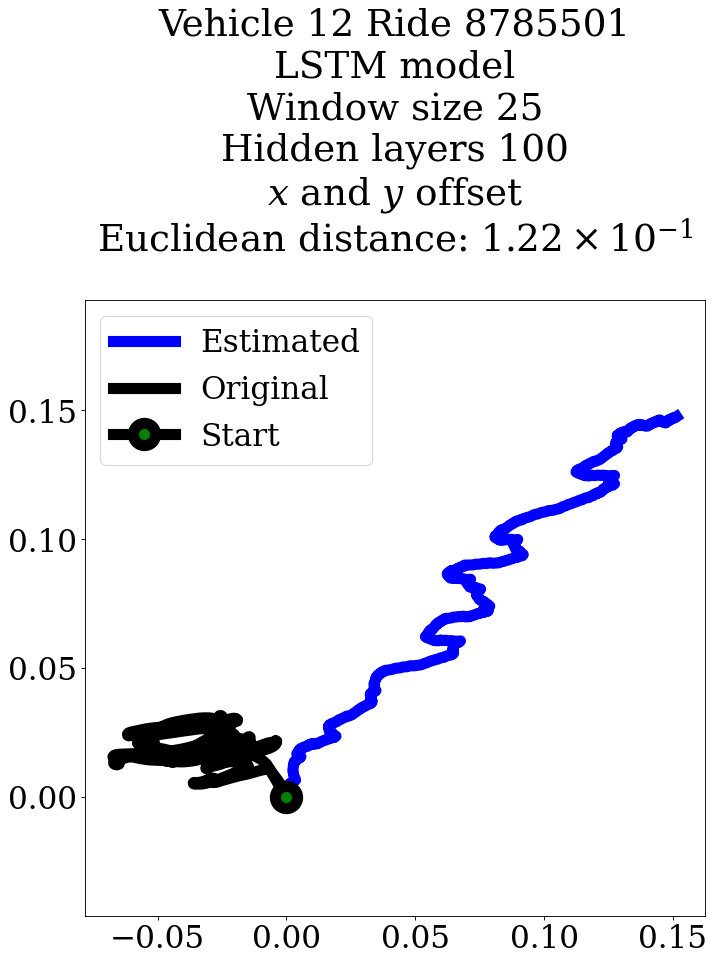 Vehicle 12 Ride 8785501
LSTM model
Window size 25
Hidden layers 100
x and y offset
Euclidean distance: 1.22 × 10⁻¹
Estimated
Original
Start
0.15
0.10
0.05
0.00
−0.05 0.00 0.05 0.10 0.15